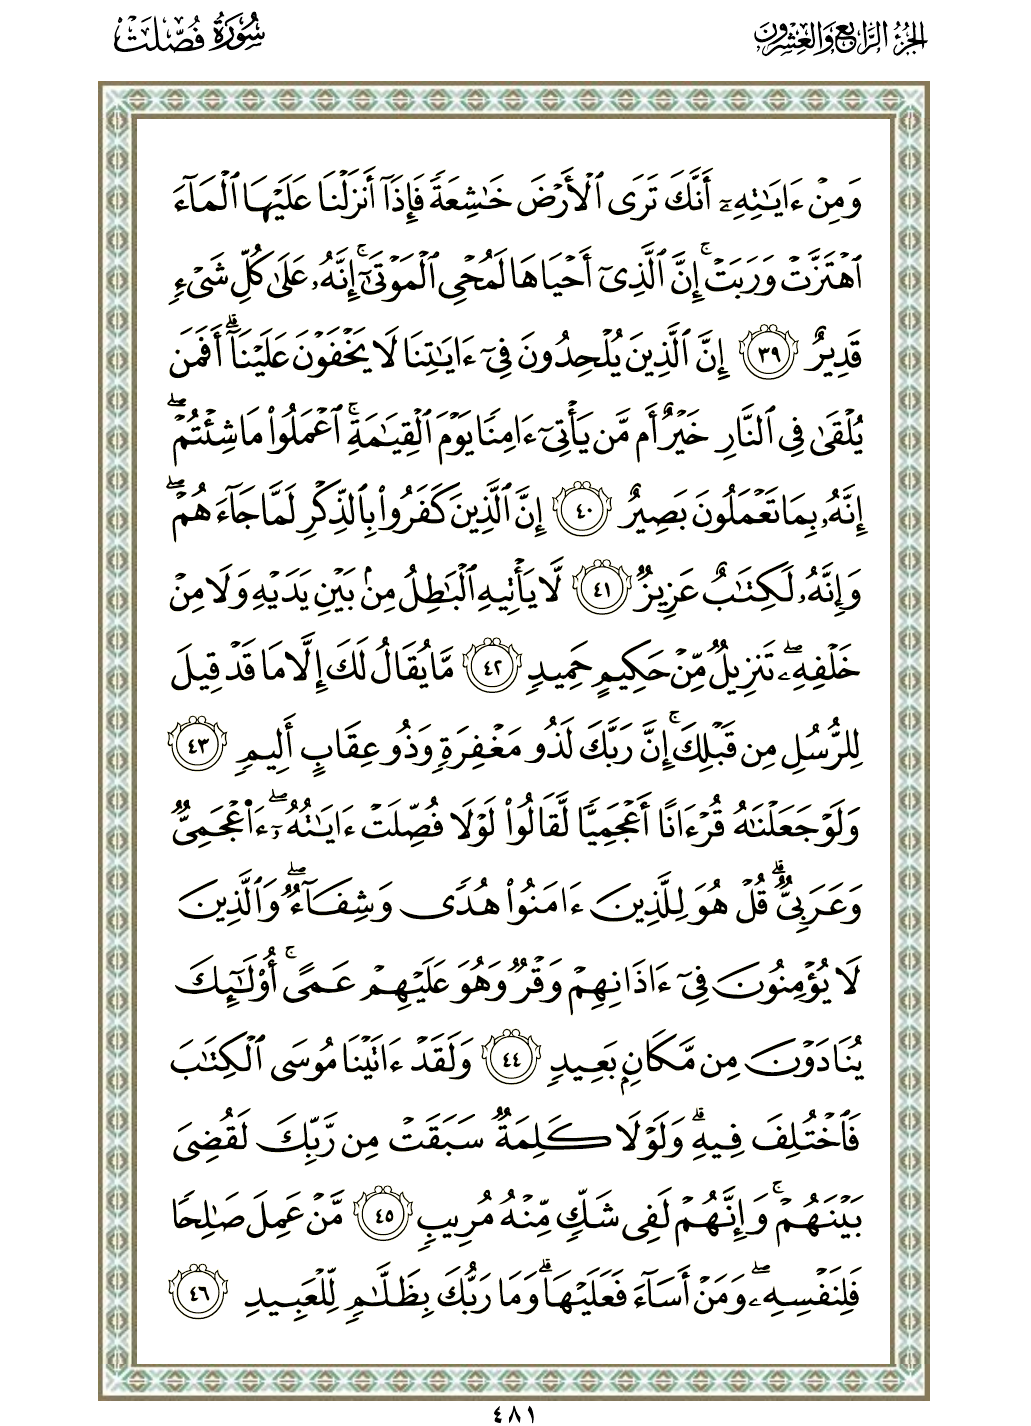 الجزء الرابع والعشرون
سورة فصلت
وَمِنْ ءَايَـٰتِهِۦٓ أَنَّكَ تَرَى ٱلْأَرْضَ خَـٰشِعَةً فَإِذَآ أَنزَلْنَا عَلَيْهَا ٱلْمَآءَ
ٱهْتَزَّتْ وَرَبَتْ ۚ إِنَّ ٱلَّذِىٓ أَحْيَاهَا لَمُحْىِ ٱلْمَوْتَىٰٓ ۚ إِنَّهُۥ عَلَىٰ كُلِّ شَىْءٍ
قَدِيرٌ ٣٩ إِنَّ ٱلَّذِينَ يُلْحِدُونَ فِىٓ ءَايَـٰتِنَا لَا يَخْفَوْنَ عَلَيْنَآ ۗ أَفَمَن
يُلْقَىٰ فِى ٱلنَّارِ خَيْرٌ أَم مَّن يَأْتِىٓ ءَامِنًا يَوْمَ ٱلْقِيَـٰمَةِ ۚ ٱعْمَلُوا۟ مَا شِئْتُمْ ۖ
إِنَّهُۥ بِمَا تَعْمَلُونَ بَصِيرٌ ٤٠ إِنَّ ٱلَّذِينَ كَفَرُوا۟ بِٱلذِّكْرِ لَمَّا جَآءَهُمْ ۖ
وَإِنَّهُۥ لَكِتَـٰبٌ عَزِيزٌ ٤١ لَّا يَأْتِيهِ ٱلْبَـٰطِلُ مِنۢ بَيْنِ يَدَيْهِ وَلَا مِنْ
خَلْفِهِۦ ۖ تَنزِيلٌ مِّنْ حَكِيمٍ حَمِيدٍ ٤٢ مَّا يُقَالُ لَكَ إِلَّا مَا قَدْ قِيلَ
لِلرُّسُلِ مِن قَبْلِكَ ۚ إِنَّ رَبَّكَ لَذُو مَغْفِرَةٍ وَذُو عِقَابٍ أَلِيمٍ ٤٣
وَلَوْ جَعَلْنَـٰهُ قُرْءَانًا أَعْجَمِيًّا لَّقَالُوا۟ لَوْلَا فُصِّلَتْ ءَايَـٰتُهُۥٓ ۖ ءَا۬عْجَمِىٌّ
وَعَرَبِىٌّ ۗ قُلْ هُوَ لِلَّذِينَ ءَامَنُوا۟ هُدًى وَشِفَآءٌ ۖ وَٱلَّذِينَ
لَا يُؤْمِنُونَ فِىٓ ءَاذَانِهِمْ وَقْرٌ وَهُوَ عَلَيْهِمْ عَمًى ۚ أُو۟لَـٰٓئِكَ
يُنَادَوْنَ مِن مَّكَانٍۭ بَعِيدٍ ٤٤ وَلَقَدْ ءَاتَيْنَا مُوسَى ٱلْكِتَـٰبَ
فَٱخْتُلِفَ فِيهِ ۗ وَلَوْلَا كَلِمَةٌ سَبَقَتْ مِن رَّبِّكَ لَقُضِىَ
بَيْنَهُمْ ۚ وَإِنَّهُمْ لَفِى شَكٍّ مِّنْهُ مُرِيبٍ ٤٥ مَّنْ عَمِلَ صَـٰلِحًا
فَلِنَفْسِهِۦ ۖ وَمَنْ أَسَآءَ فَعَلَيْهَا ۗ وَمَا رَبُّكَ بِظَلَّـٰمٍ لِّلْعَبِيدِ ٤٦
٤٨١